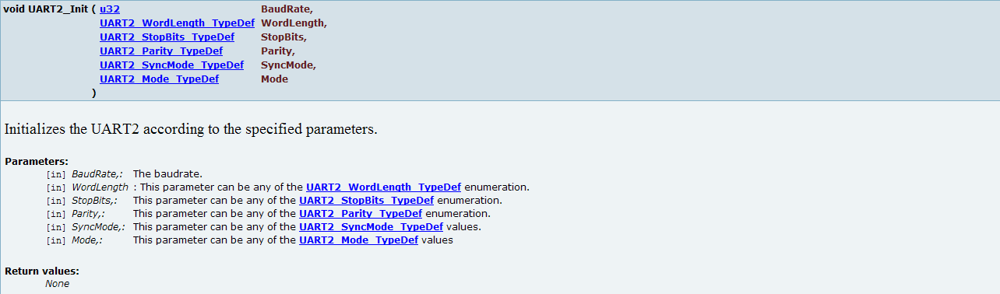 void UART2_Init ( u32 BaudRate,
UART2_WordLength_TypeDef WordLength,
UART2_StopBits_TypeDef StopBits,
UART2_Parity_TypeDef Parity,
UART2_SyncMode_TypeDef SyncMode,
UART2_Mode_TypeDef Mode
)
Initializes the UART2 according to the specified parameters.
Parameters:
[in] BaudRate,: The baudrate.
[in] WordLength : This parameter can be any of the UART2_WordLength_TypeDef enumeration.
[in] StopBits,: This parameter can be any of the UART2_StopBits_TypeDef enumeration.
[in] Parity,: This parameter can be any of the UART2_Parity_TypeDef enumeration.
[in] SyncMode,: This parameter can be any of the UART2_SyncMode_TypeDef values.
[in] Mode,: This parameter can be any of the UART2_Mode_TypeDef values
Return values:
None